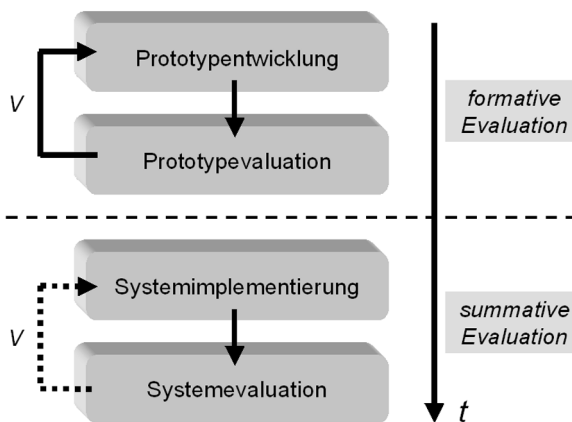 Prototypentwicklung
V
formative
Evaluation
Prototypevaluation
Systemimplementierung
V
summative
Evaluation
Systemevaluation
t